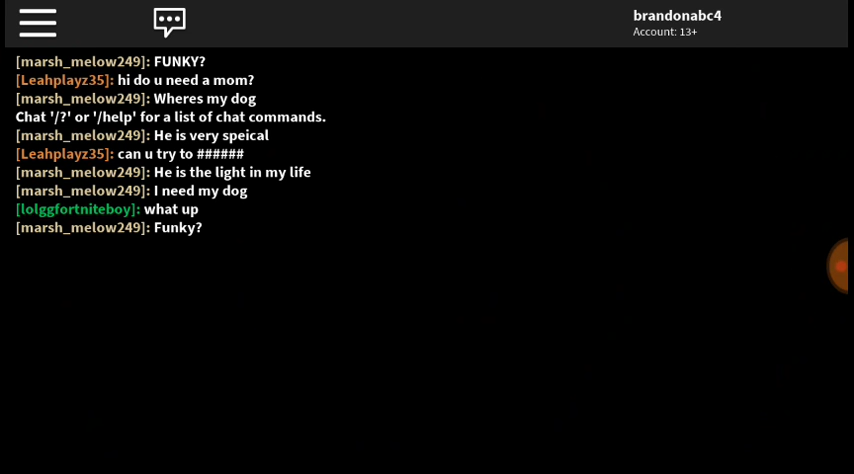 brandonabc4
Account: 13+
[marsh_melow249]: FUNKY?
[Leahplayz35]: hi do u need a mom?
[marsh_melow249]: Wheres my dog
Chat '/?' or '/help' for a list of chat commands.
[marsh_melow249]: He is very speical
[Leahplayz35]: can u try to ######
[marsh_melow249]: He is the light in my life
[marsh_melow249]: I need my dog
[lolggfortniteboy]: what up
[marsh_melow249]: Funky?